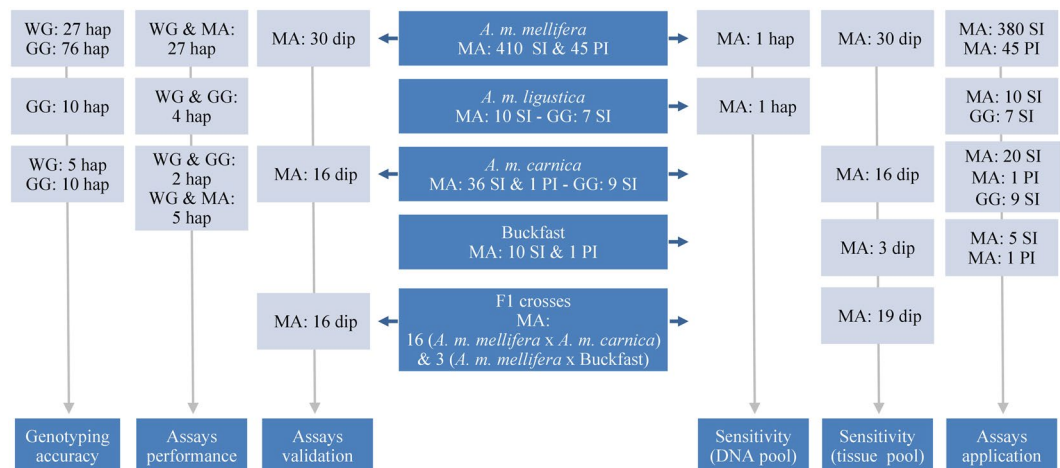 WG: 27 hap
GG: 76 hap
WG & MA:
27 hap
MA: 30 dip
A. m. mellifera
MA: 410 SI & 45 PI
MA: 1 hap
MA: 30 dip
MA: 380 SI
MA: 45 PI
GG: 10 hap
WG & GG:
4 hap
A. m. ligustica
MA: 10 SI - GG: 7 SI
MA: 1 hap
MA: 10 SI
GG: 7 SI
WG: 5 hap
GG: 10 hap
WG & GG:
2 hap
WG & MA:
5 hap
MA: 16 dip
A. m. carnica
MA: 36 SI & 1 PI - GG: 9 SI
MA: 16 dip
MA: 20 SI
MA: 1 PI
GG: 9 SI
Buckfast
MA: 10 SI & 1 PI
MA: 3 dip
MA: 5 SI
MA: 1 PI
MA: 16 dip
F1 crosses
MA:
16 (A. m. mellifera x A. m. carnica)
& 3 (A. m. mellifera x Buckfast)
MA: 19 dip
Genotyping
accuracy
Assays
performance
Assays
validation
Sensitivity
(DNA pool)
Sensitivity
(tissue pool)
Assays
application